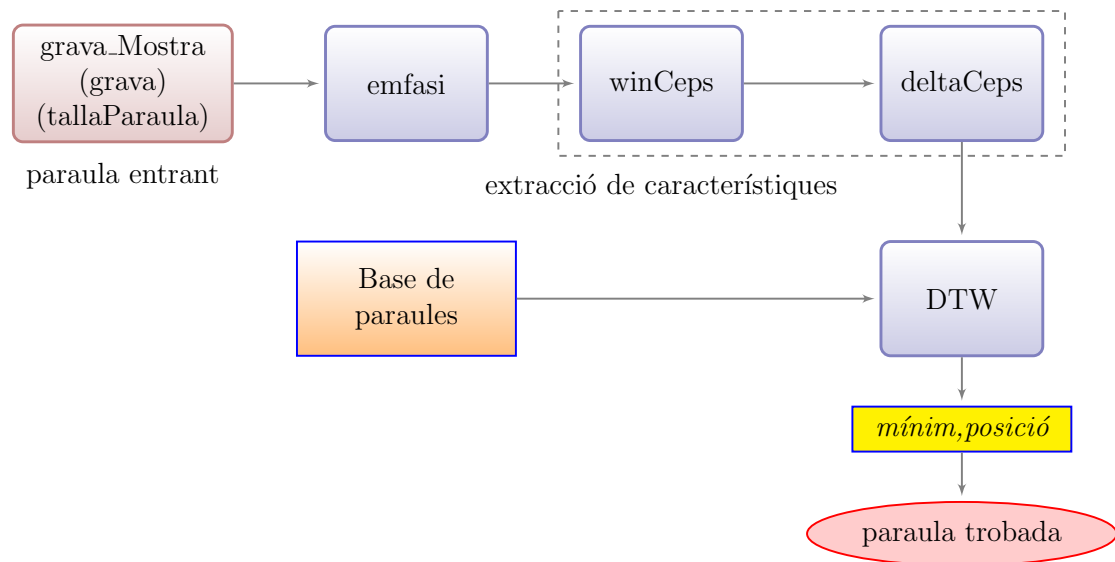 grava_Mostra
(grava)
(tallaParaula)
emfasi
winCeps
deltaCeps
paraula entrant
extracció de característiques
Base de
paraules
DTW
mínim,posició
paraula trobada